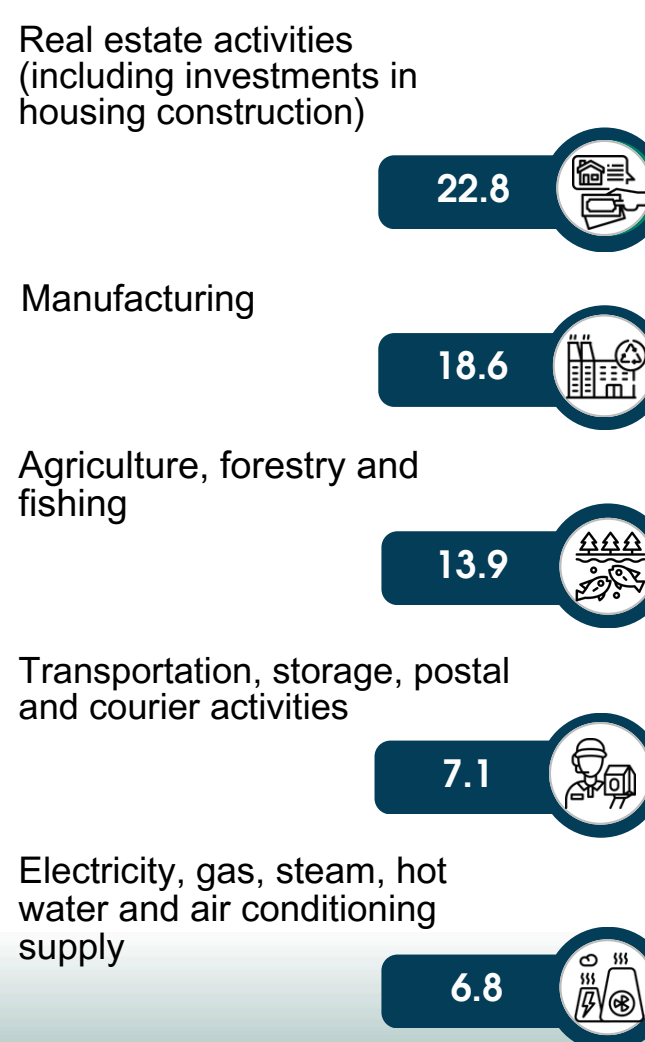 Real estate activities
(including investments in
housing construction)
22.8
Manufacturing
18.6
Agriculture, forestry and
fishing
13.9
Transportation, storage, postal
and courier activities
7.1
Electricity, gas, steam, hot
water and air conditioning
supply
6.8